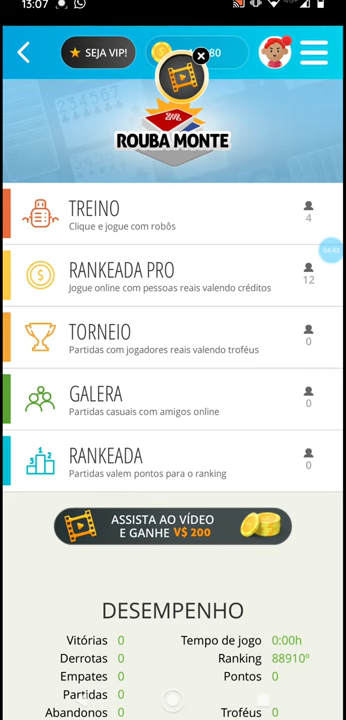 13:07
SEJA VIP!
80
ROUBA MONTE
TREINO
Clique e jogue com robôs
4
04:43
RANKEADA PRO
Jogue online com pessoas reais valendo créditos
12
TORNEIO
Partidas com jogadores reais valendo troféus
0
GALERA
Partidas casuais com amigos online
0
RANKEADA
Partidas valem pontos para o ranking
0
ASSISTA AO VÍDEO
E GANHE V$ 200
DESEMPENHO
Vitórias 0 Tempo de jogo 0:00h
Derrotas 0 Ranking 88910º
Empates 0 Pontos 0
Partidas 0
Abandonos 0 Troféus 0